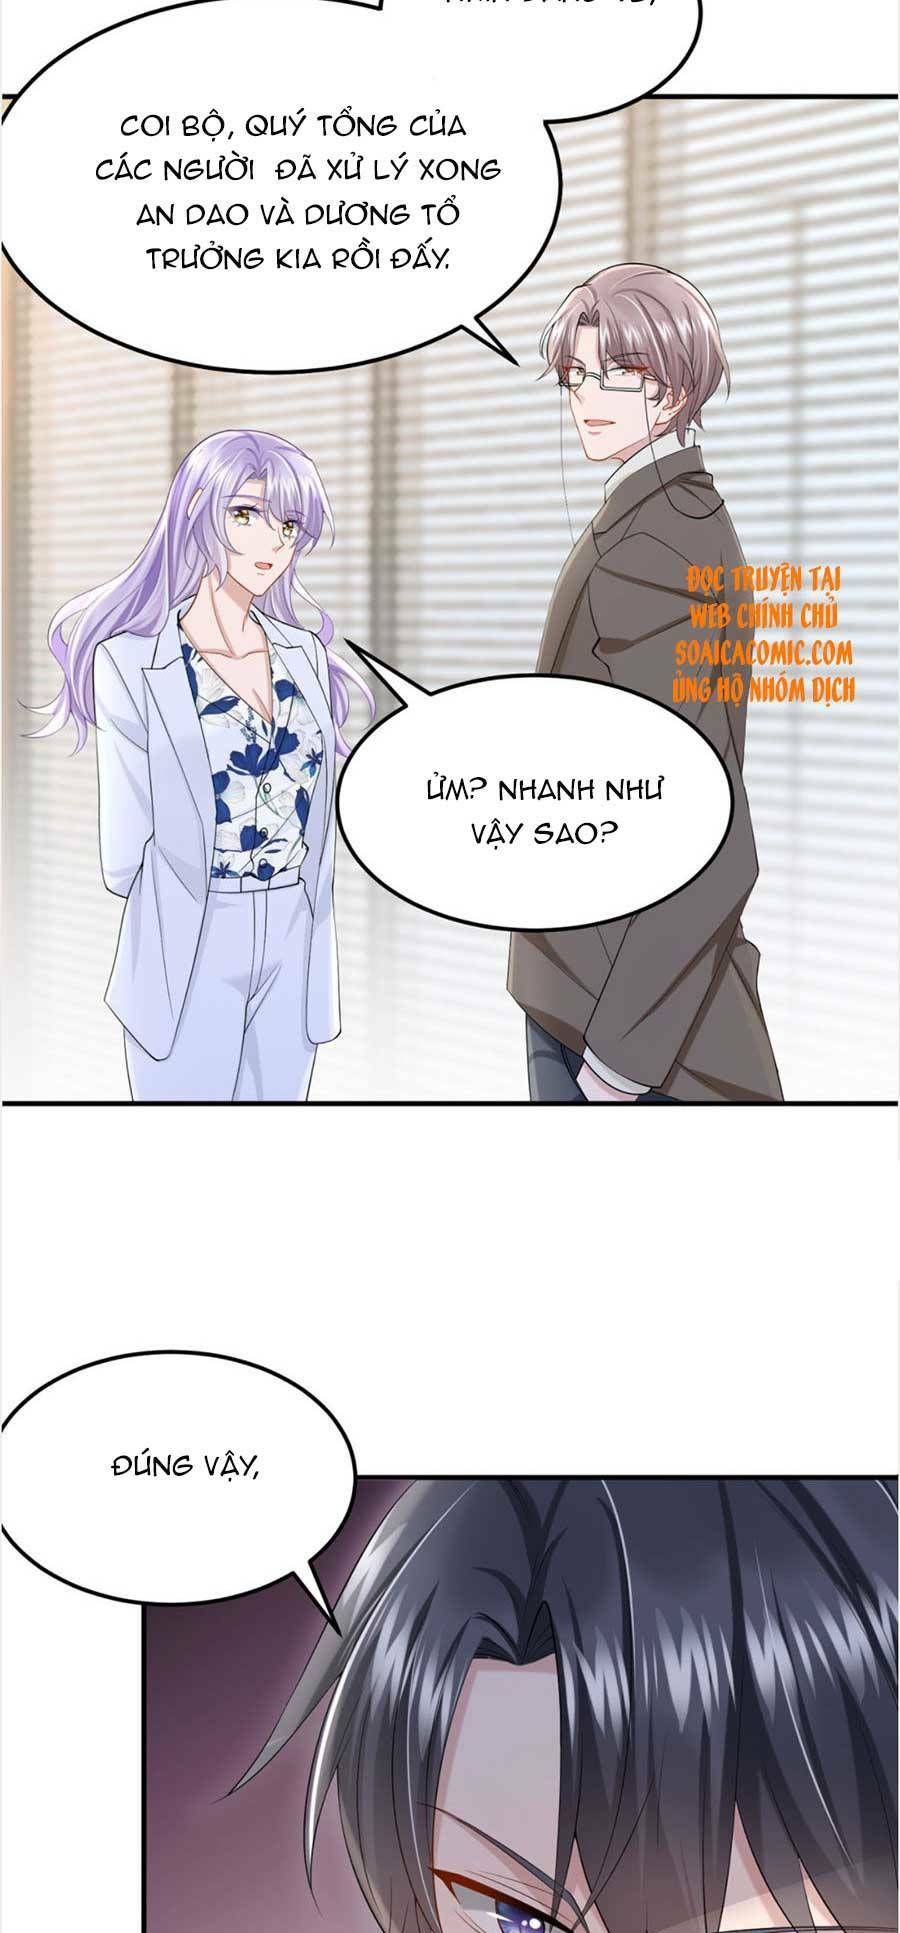 COI BỘ, QUÝ TỔNG CỦA
CÁC NGƯỜI ĐÃ XỬ LÝ XONG
AN DAO VÀ DƯƠNG TỔ
TRƯỞNG KIA RỒI ĐẤY.
ĐỌC TRUYỆN TẠI
WEB CHÍNH CHỦ
SOAICACOMIC.COM
ỦNG HỘ NHÓM DỊCH
ỪM? NHANH NHƯ
VẬY SAO?
ĐÚNG VẬY,